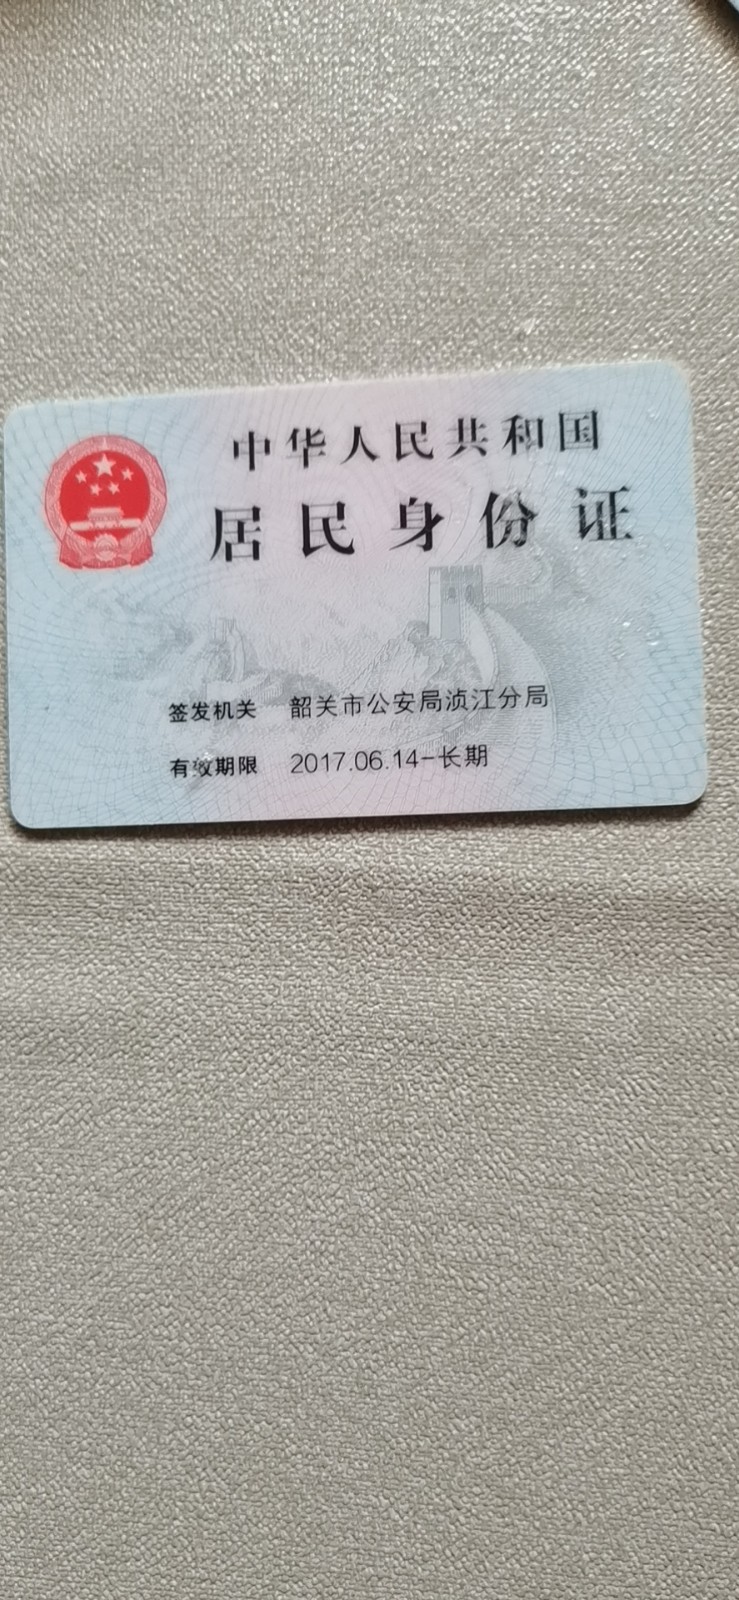 中华人民共和国
居民身份证
签发机关 韶关市公安局浈江分局
有效期限 2017.06.14-长期